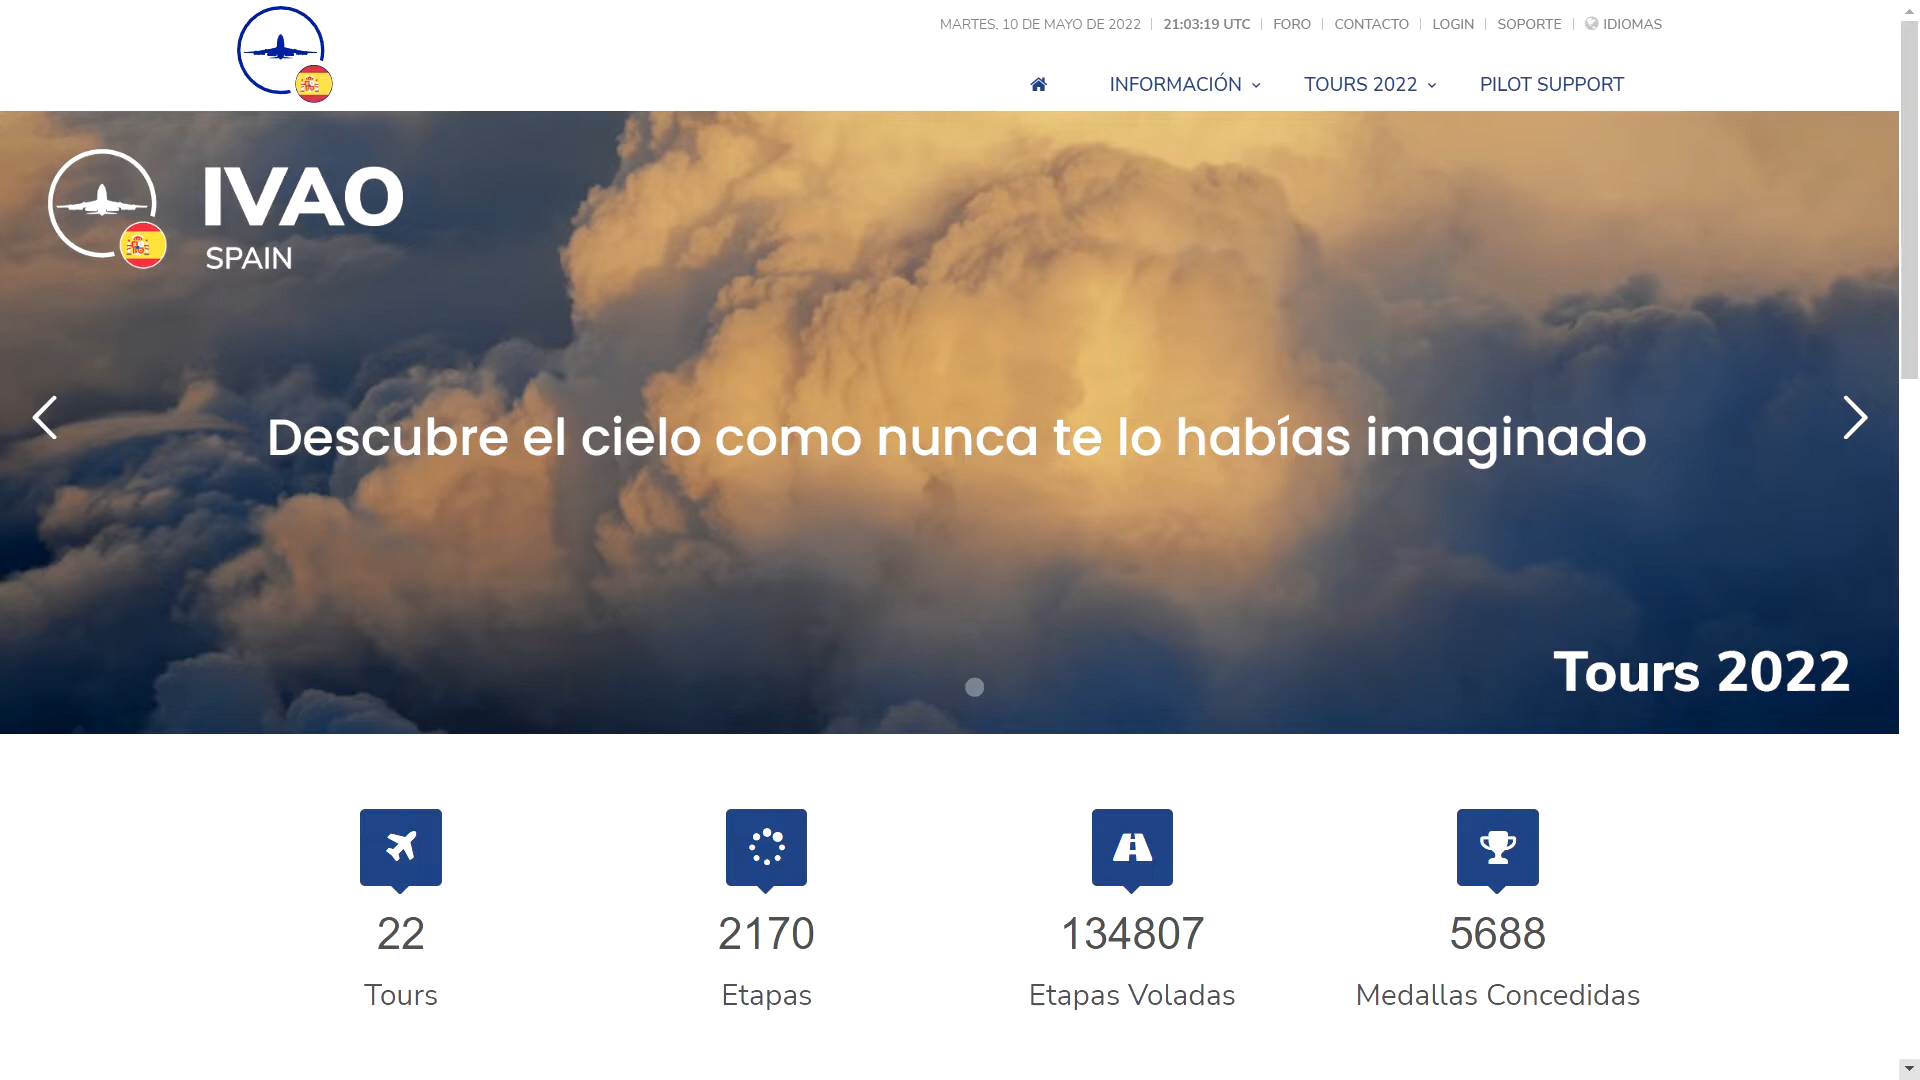 MARTES, 10 DE MAYO DE 2022 21:03:19 UTC FORO CONTACTO LOGIN SOPORTE IDIOMAS
INFORMACIÓN TOURS 2022 PILOT SUPPORT
IVAO
SPAIN
Descubre el cielo como nunca te lo habías imaginado
Tours 2022
22 2170 134807 5688
Tours Etapas Etapas Voladas Medallas Concedidas